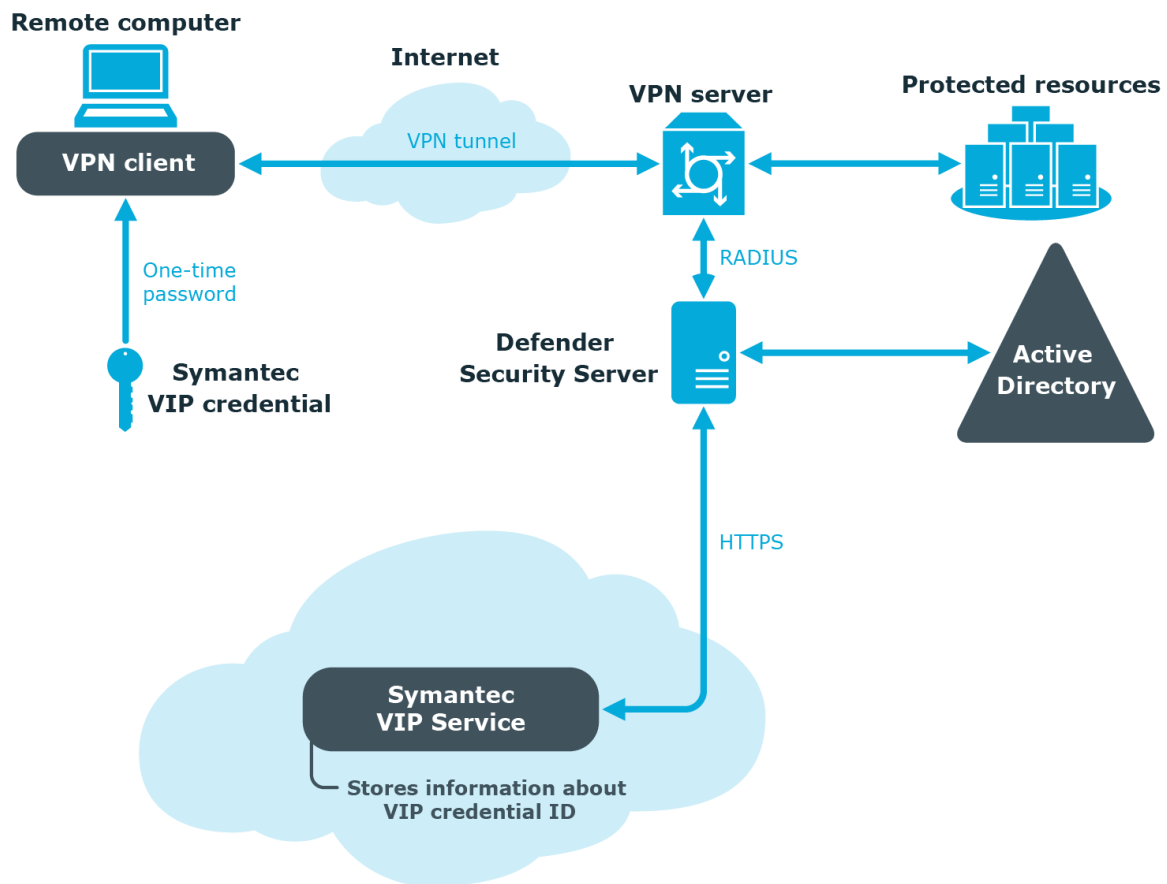 Remote computer
Internet
VPN server
Protected resources
VPN tunnel
VPN client
RADIUS
One-time
password
Defender
Security Server
Active
Directory
Symantec
VIP credential
HTTPS
Symantec
VIP Service
Stores information about
VIP credential ID